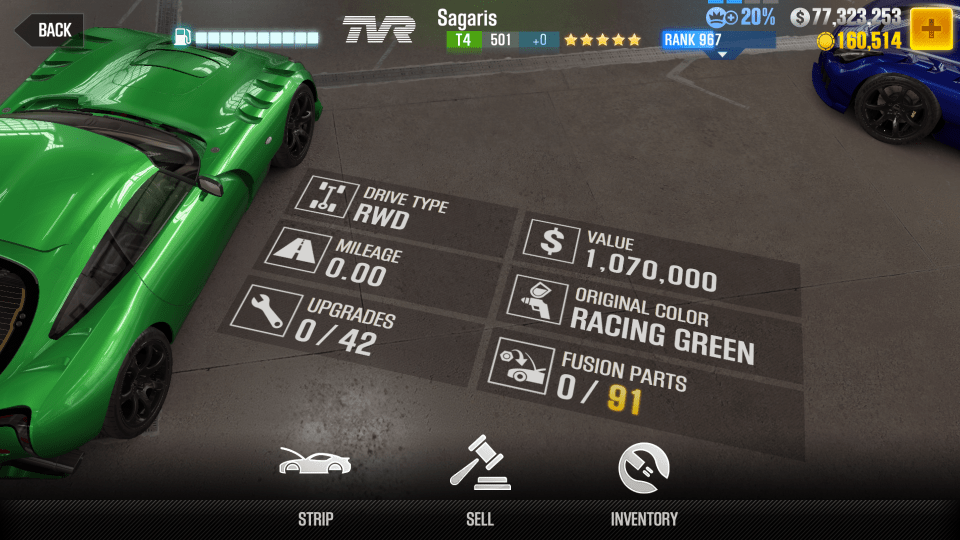 BACK
TVR
Sagaris
T4 501 +0
RANK 967
20%
77,323,253
160,514
DRIVE TYPE
RWD
MILEAGE
0.00
UPGRADES
0 / 42
$ VALUE
1,070,000
ORIGINAL COLOR
RACING GREEN
FUSION PARTS
0 / 91
STRIP
SELL
INVENTORY